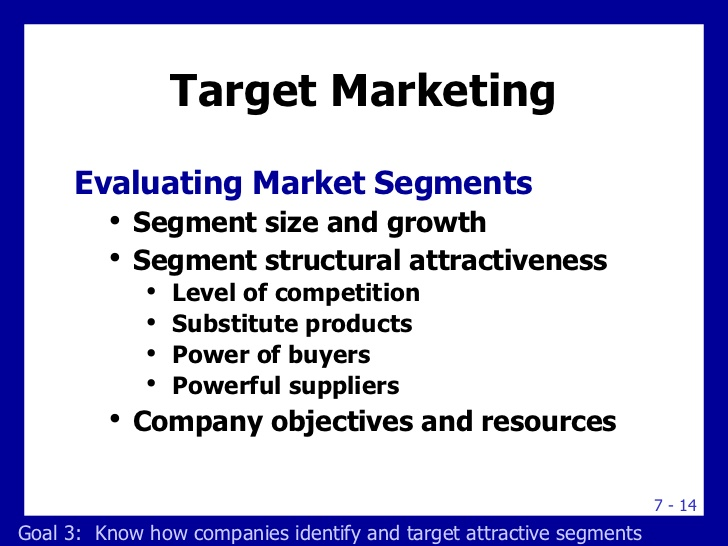 Target Marketing
Evaluating Market Segments
• Segment size and growth
• Segment structural attractiveness
• Level of competition
• Substitute products
• Power of buyers
• Powerful suppliers
• Company objectives and resources
7 - 14
Goal 3:  Know how companies identify and target attractive segments